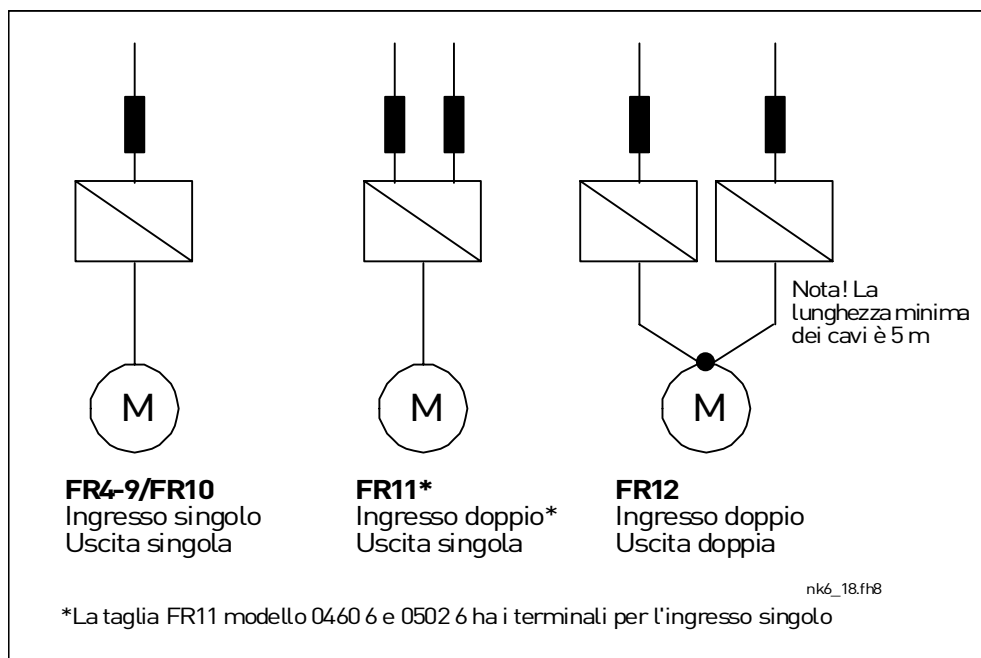 Nota! La
lunghezza minima
dei cavi è 5 m
M
M
M
FR4-9/FR10
Ingresso singolo
Uscita singola
FR11*
Ingresso doppio*
Uscita singola
FR12
Ingresso doppio
Uscita doppia
nk6_18.fh8
*La taglia FR11 modello 0460 6 e 0502 6 ha i terminali per l'ingresso singolo